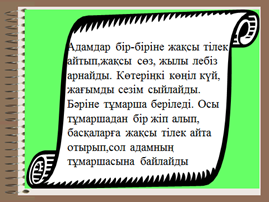 Адамдар бір-біріне жақсы тілек
айтып,жақсы сөз, жылы лебіз
арнайды. Көтеріңкі көңіл күй,
жағымды сезім сыйлайды.
Бәріне тұмарша беріледі. Осы
тұмаршадан бір жіп алып,
басқаларға жақсы тілек айта
отырып,сол адамның
тұмаршасына байлайды